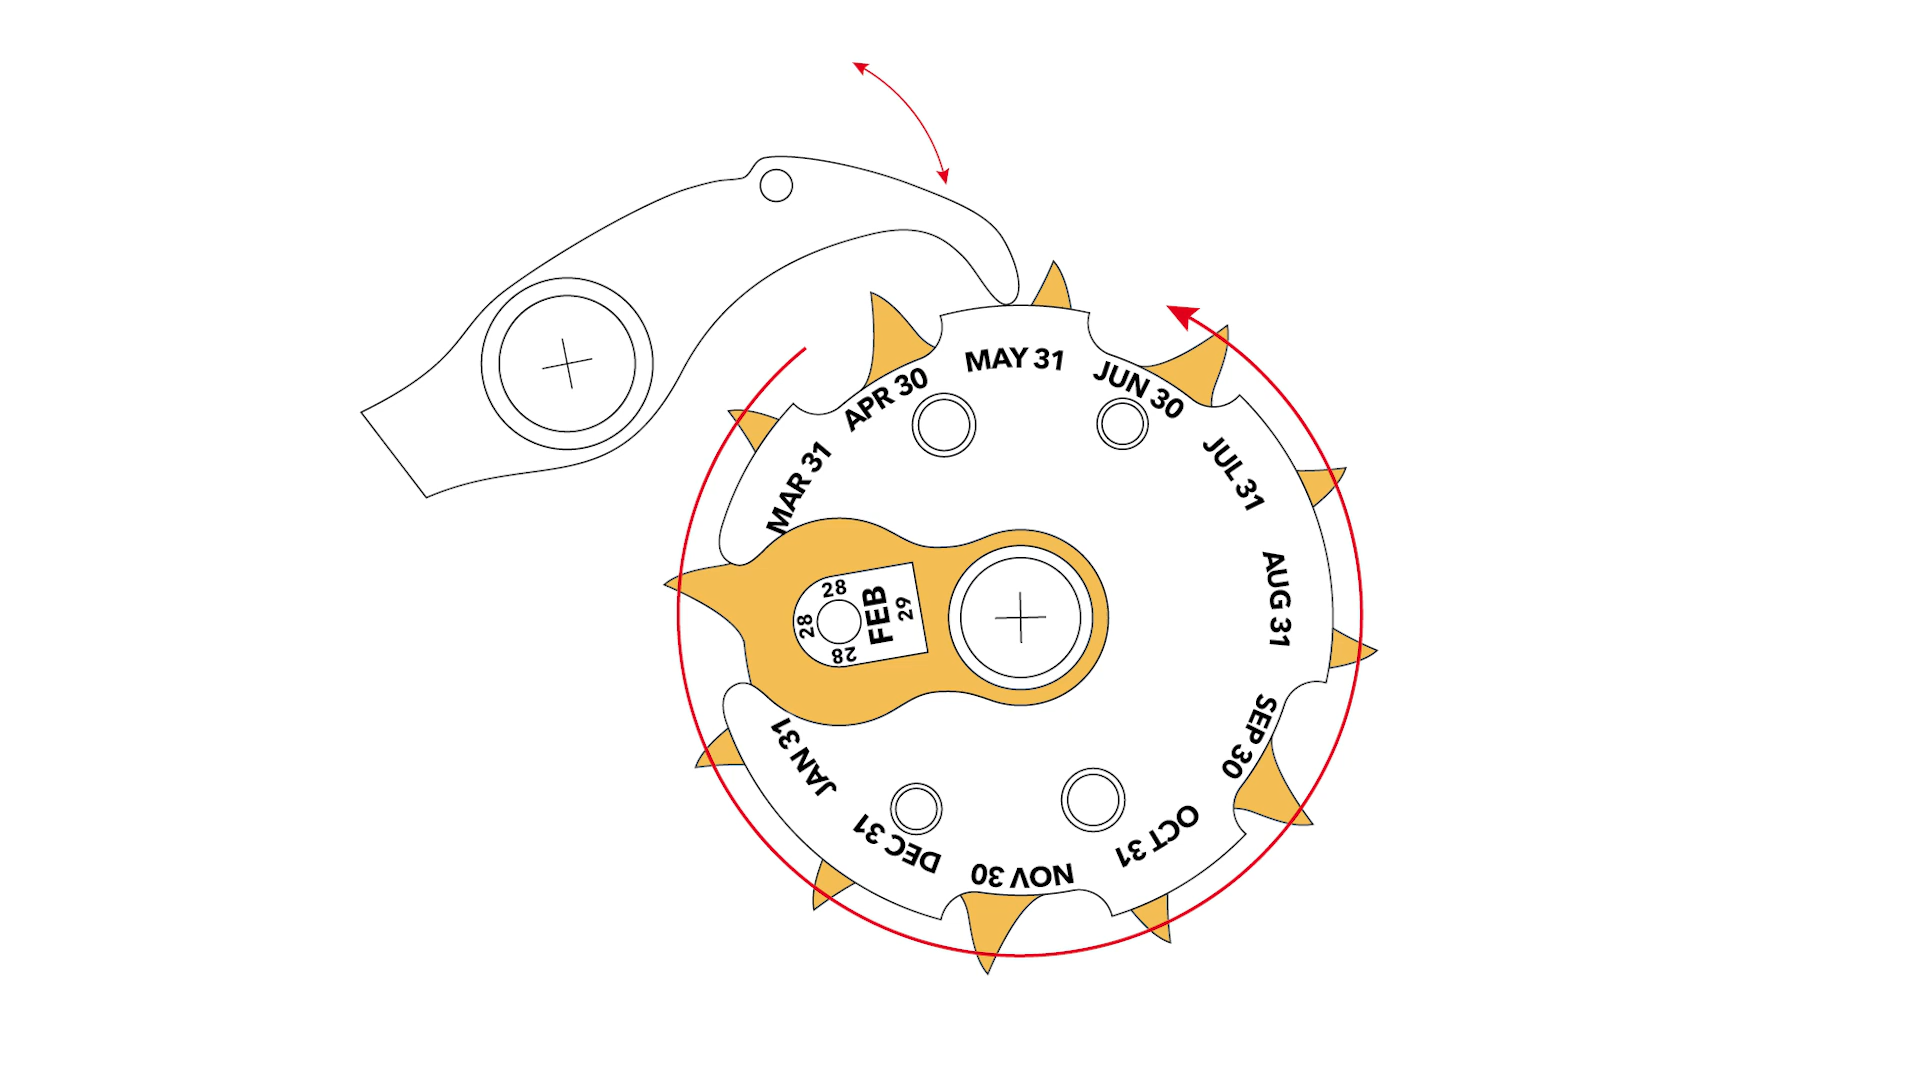 JAN 31
FEB
28
28
28
29
MAR 31
APR 30
MAY 31
JUN 30
JUL 31
AUG 31
SEP 30
OCT 31
NOV 30
DEC 31